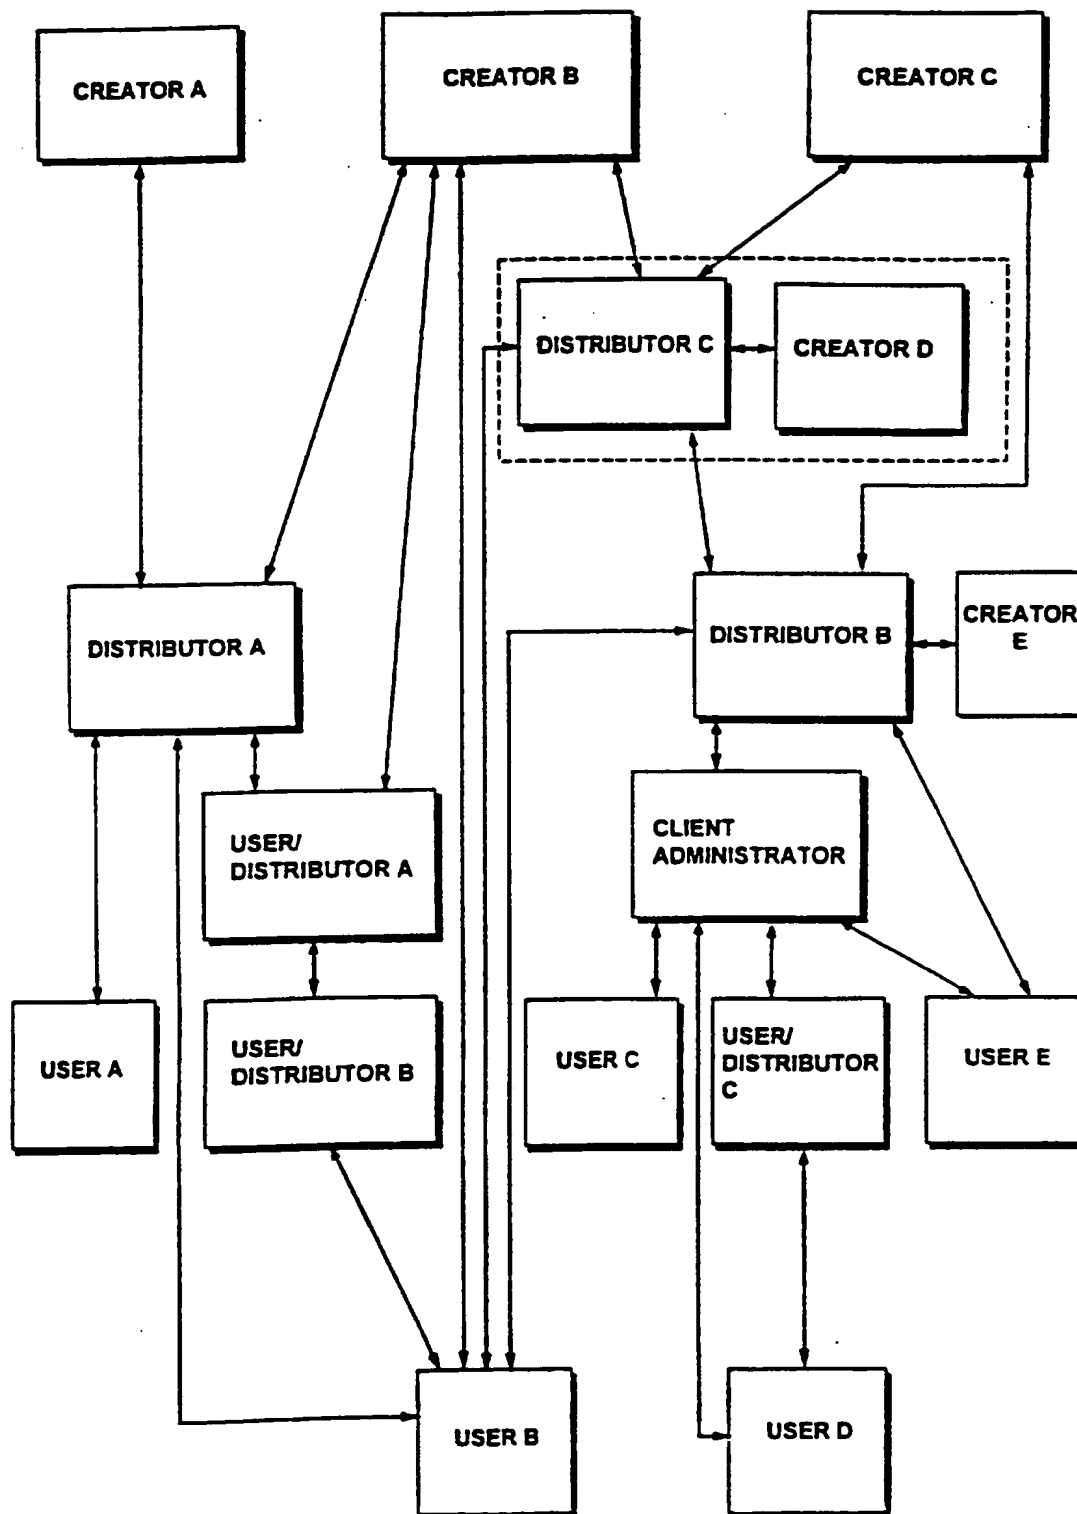 CREATOR A
CREATOR B
CREATOR C
DISTRIBUTOR C
CREATOR D
DISTRIBUTOR A
DISTRIBUTOR B
CREATOR
E
USER/
DISTRIBUTOR A
CLIENT
ADMINISTRATOR
USER A
USER/
DISTRIBUTOR B
USER C
USER/
DISTRIBUTOR
C
USER E
USER B
USER D